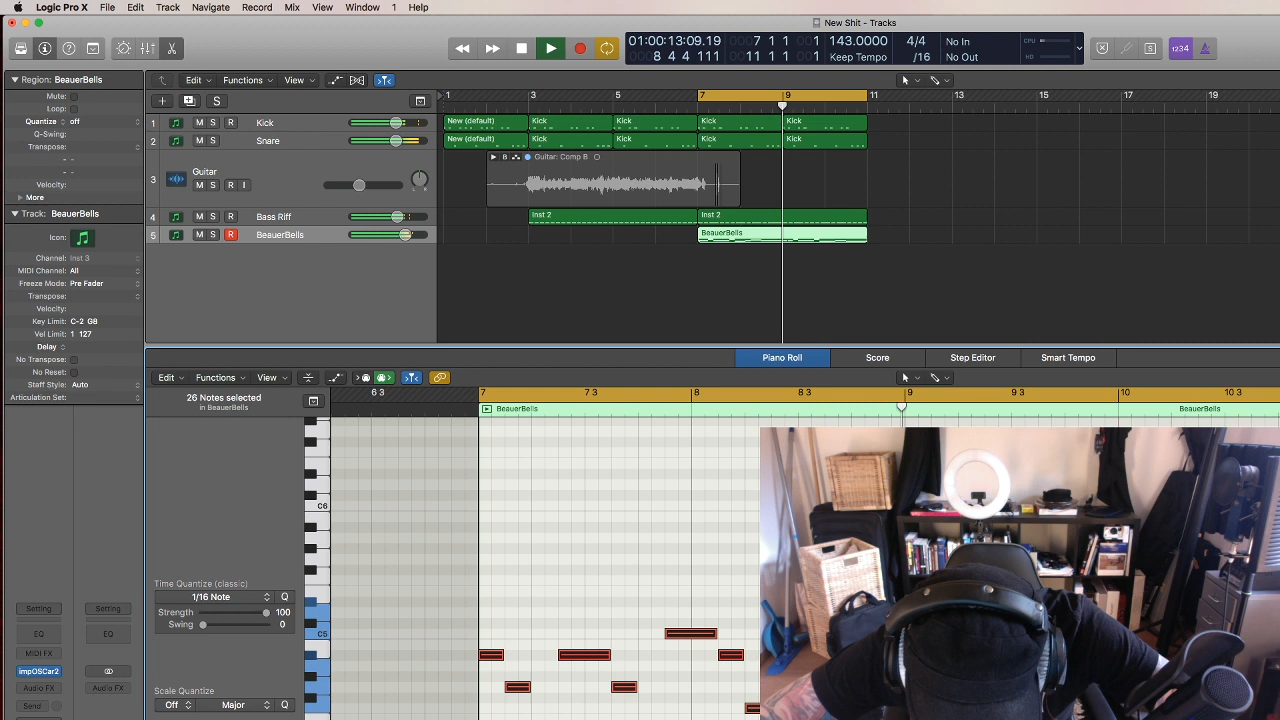 Logic Pro X File Edit Track Navigate Record Mix View Window 1 Help
New Shit - Tracks
01:00:13:09.19 7 1 1 1 143.0000 4/4 No In CPU
8 4 4 111 11 1 1 1 Keep Tempo /16 No Out HD
1234
Region: BeauerBells
Mute:
Loop:
Quantize off
Q-Swing:
Transpose:
- -
- -
Velocity:
More
Track: BeauerBells
Icon:
Channel: Inst 3
MIDI Channel: All
Freeze Mode: Pre Fader
Transpose:
Velocity:
Key Limit: C-2 G8
Vel Limit: 1 127
Delay
No Transpose:
No Reset:
Staff Style: Auto
Articulation Set:
Setting Setting
EQ EQ
MIDI FX
impOSCar2
Audio FX Audio FX
Send
Edit Functions View
S
1 3 5 7 9 11 13 15 17 19
1 M S R Kick
New (default) Kick Kick Kick Kick
2 M S R Snare
New (default) Kick Kick Kick Kick
Guitar
3 M S R I L R
B Guitar: Comp B
4 M S R Bass Riff
Inst 2 Inst 2
5 M S R BeauerBells
BeauerBells
Piano Roll Score Step Editor Smart Tempo
Edit Functions View
26 Notes selected
in BeauerBells
6 3 7 7 3 8 8 3 9 9 3 10 10 3
BeauerBells BeauerBells
C6
C5
Time Quantize (classic)
1/16 Note Q
Strength 100
Swing 0
Scale Quantize
Off Major Q